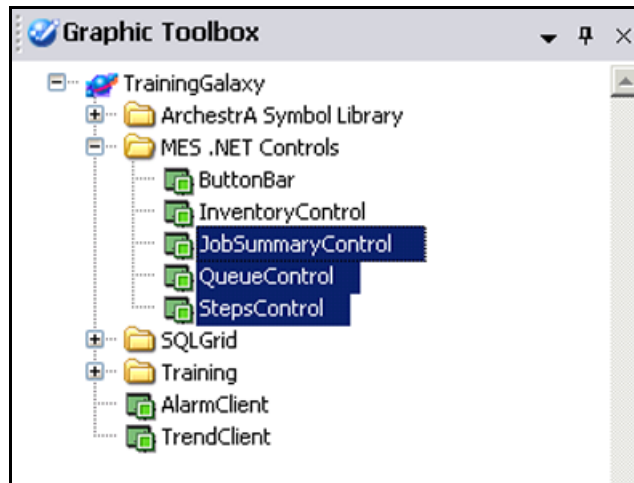 Graphic Toolbox
TrainingGalaxy
ArchestrA Symbol Library
MES .NET Controls
ButtonBar
InventoryControl
JobSummaryControl
QueueControl
StepsControl
SQLGrid
Training
AlarmClient
TrendClient